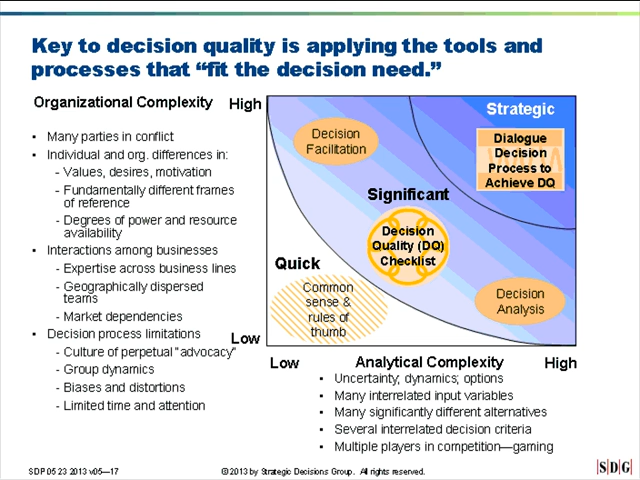 Key to decision quality is applying the tools and
processes that “fit the decision need.”
Organizational Complexity
• Many parties in conflict
• Individual and org. differences in:
- Values, desires, motivation
- Fundamentally different frames
of reference
- Degrees of power and resource
availability
• Interactions among businesses
- Expertise across business lines
- Geographically dispersed
teams
- Market dependencies
• Decision process limitations
- Culture of perpetual “advocacy”
- Group dynamics
- Biases and distortions
- Limited time and attention
High
Low
Strategic
Dialogue
Decision
Process to
Achieve DQ
Decision
Facilitation
Significant
Decision
Quality (DQ)
Checklist
Quick
Common
sense &
rules of
thumb
Decision
Analysis
Low
Analytical Complexity
High
• Uncertainty; dynamics; options
• Many interrelated input variables
• Many significantly different alternatives
• Several interrelated decision criteria
• Multiple players in competition—gaming
SDP 05 23 2013 v05—17
© 2013 by Strategic Decisions Group. All rights reserved.
SDG